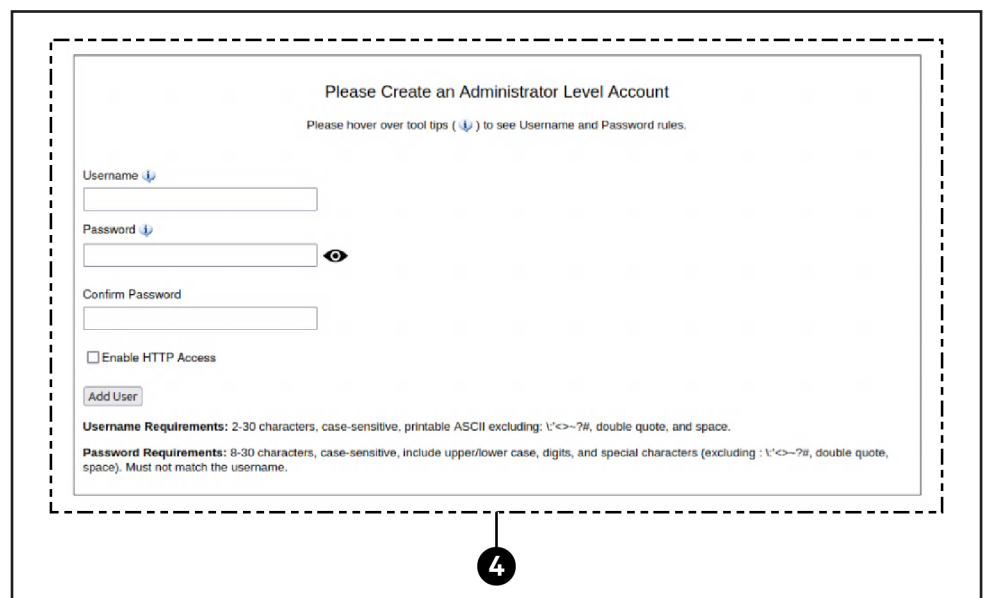 Please Create an Administrator Level Account
Please hover over tool tips ( i ) to see Username and Password rules.
Username i
Password i
Confirm Password
Enable HTTP Access
Add User
Username Requirements: 2-30 characters, case-sensitive, printable ASCII excluding: \:'<>~?#, double quote, and space.
Password Requirements: 8-30 characters, case-sensitive, include upper/lower case, digits, and special characters (excluding : \:'<>~?#, double quote,
space). Must not match the username.
4